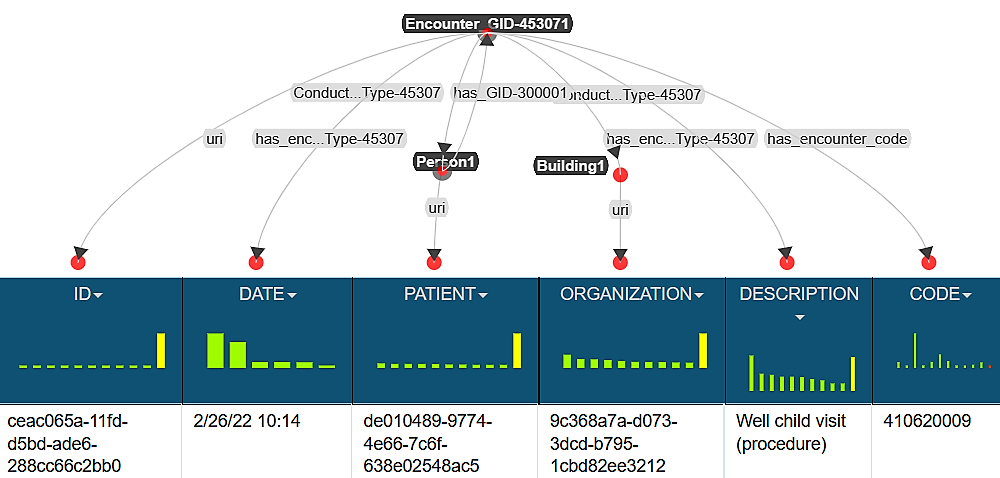 Encounter_GID-453071
Conduct...Type-45307
has_GID-300001
onduct...Type-45307
uri
has_enc...Type-45307
has_enc...Type-45307
has_encounter_code
Person1
Building1
uri
uri
ID
DATE
PATIENT
ORGANIZATION
DESCRIPTION
CODE
ceac065a-11fd-
d5bd-ade6-
288cc66c2bb0
2/26/22 10:14
de010489-9774-
4e66-7c6f-
638e02548ac5
9c368a7a-d073-
3dcd-b795-
1cbd82ee3212
Well child visit
(procedure)
410620009